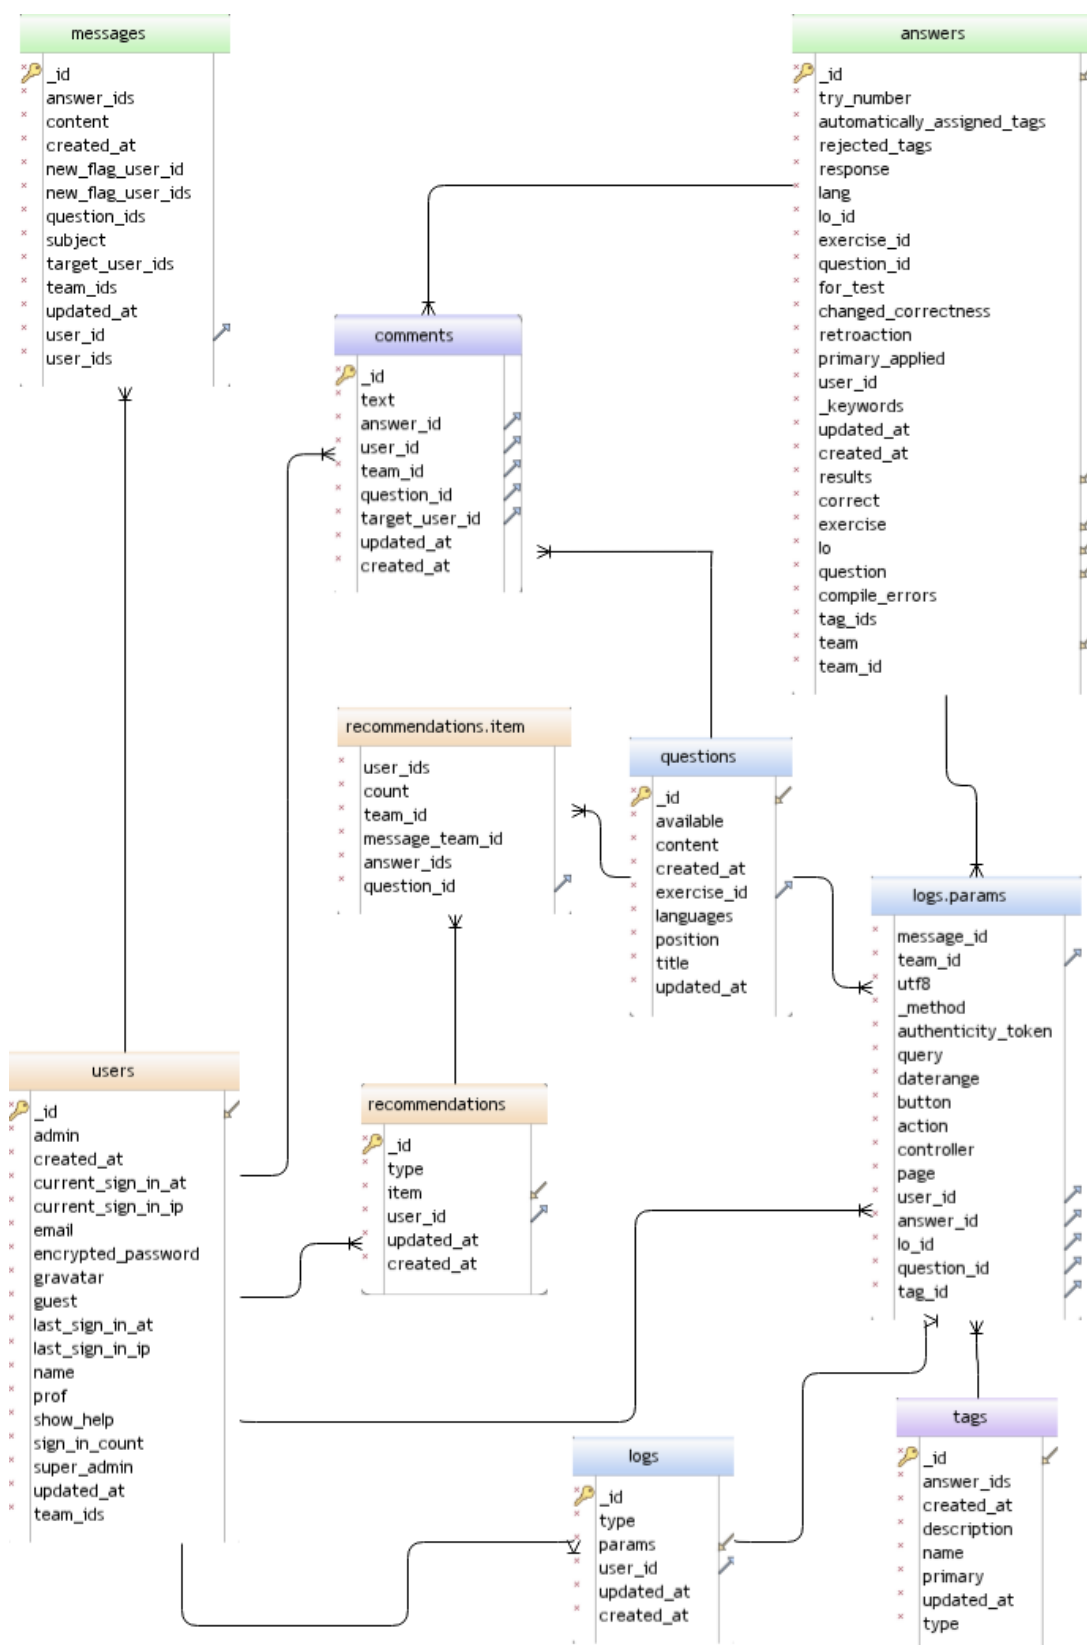 messages
_id
answer_ids
content
created_at
new_flag_user_id
new_flag_user_ids
question_ids
subject
target_user_ids
team_ids
updated_at
user_id
user_ids
answers
_id
try_number
automatically_assigned_tags
rejected_tags
response
lang
lo_id
exercise_id
question_id
for_test
changed_correctness
retroaction
primary_applied
user_id
_keywords
updated_at
created_at
results
correct
exercise
lo
question
compile_errors
tag_ids
team
team_id
comments
_id
text
answer_id
user_id
team_id
question_id
target_user_id
updated_at
created_at
recommendations.item
user_ids
count
team_id
message_team_id
answer_ids
question_id
questions
_id
available
content
created_at
exercise_id
languages
position
title
updated_at
logs.params
message_id
team_id
utf8
_method
authenticity_token
query
daterange
button
action
controller
page
user_id
answer_id
lo_id
question_id
tag_id
users
_id
admin
created_at
current_sign_in_at
current_sign_in_ip
email
encrypted_password
gravatar
guest
last_sign_in_at
last_sign_in_ip
name
prof
show_help
sign_in_count
super_admin
updated_at
team_ids
recommendations
_id
type
item
user_id
updated_at
created_at
logs
_id
type
params
user_id
updated_at
created_at
tags
_id
answer_ids
created_at
description
name
primary
updated_at
type